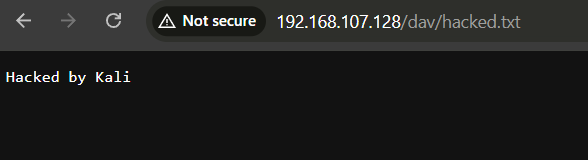 Not secure 192.168.107.128/dav/hacked.txt
Hacked by Kali